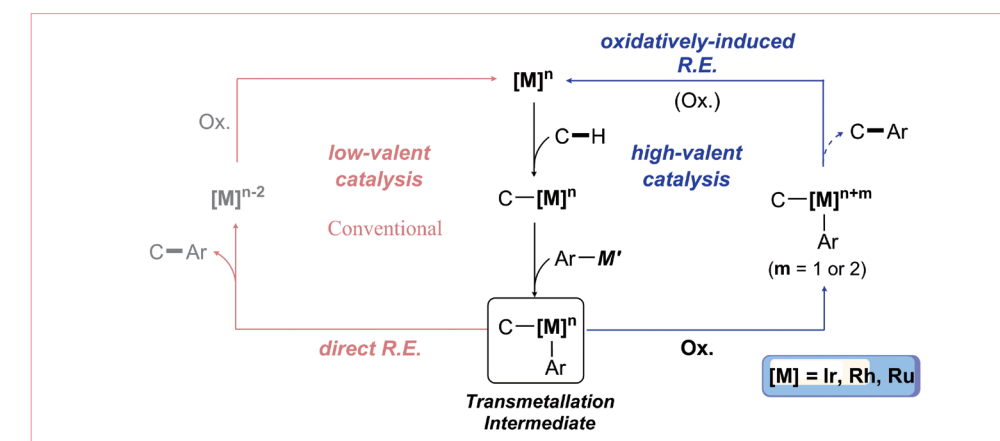 oxidatively-induced
R.E.
[M]ⁿ
(Ox.)
Ox.
C–H
C–Ar
low-valent
catalysis
high-valent
catalysis
[M]ⁿ⁻²
C–[M]ⁿ
C–[M]ⁿ⁺ᵐ
Ar
(m = 1 or 2)
Conventional
C–Ar
Ar–M'
C–[M]ⁿ
Ar
direct R.E.
Ox.
[M] = Ir, Rh, Ru
Transmetallation
Intermediate